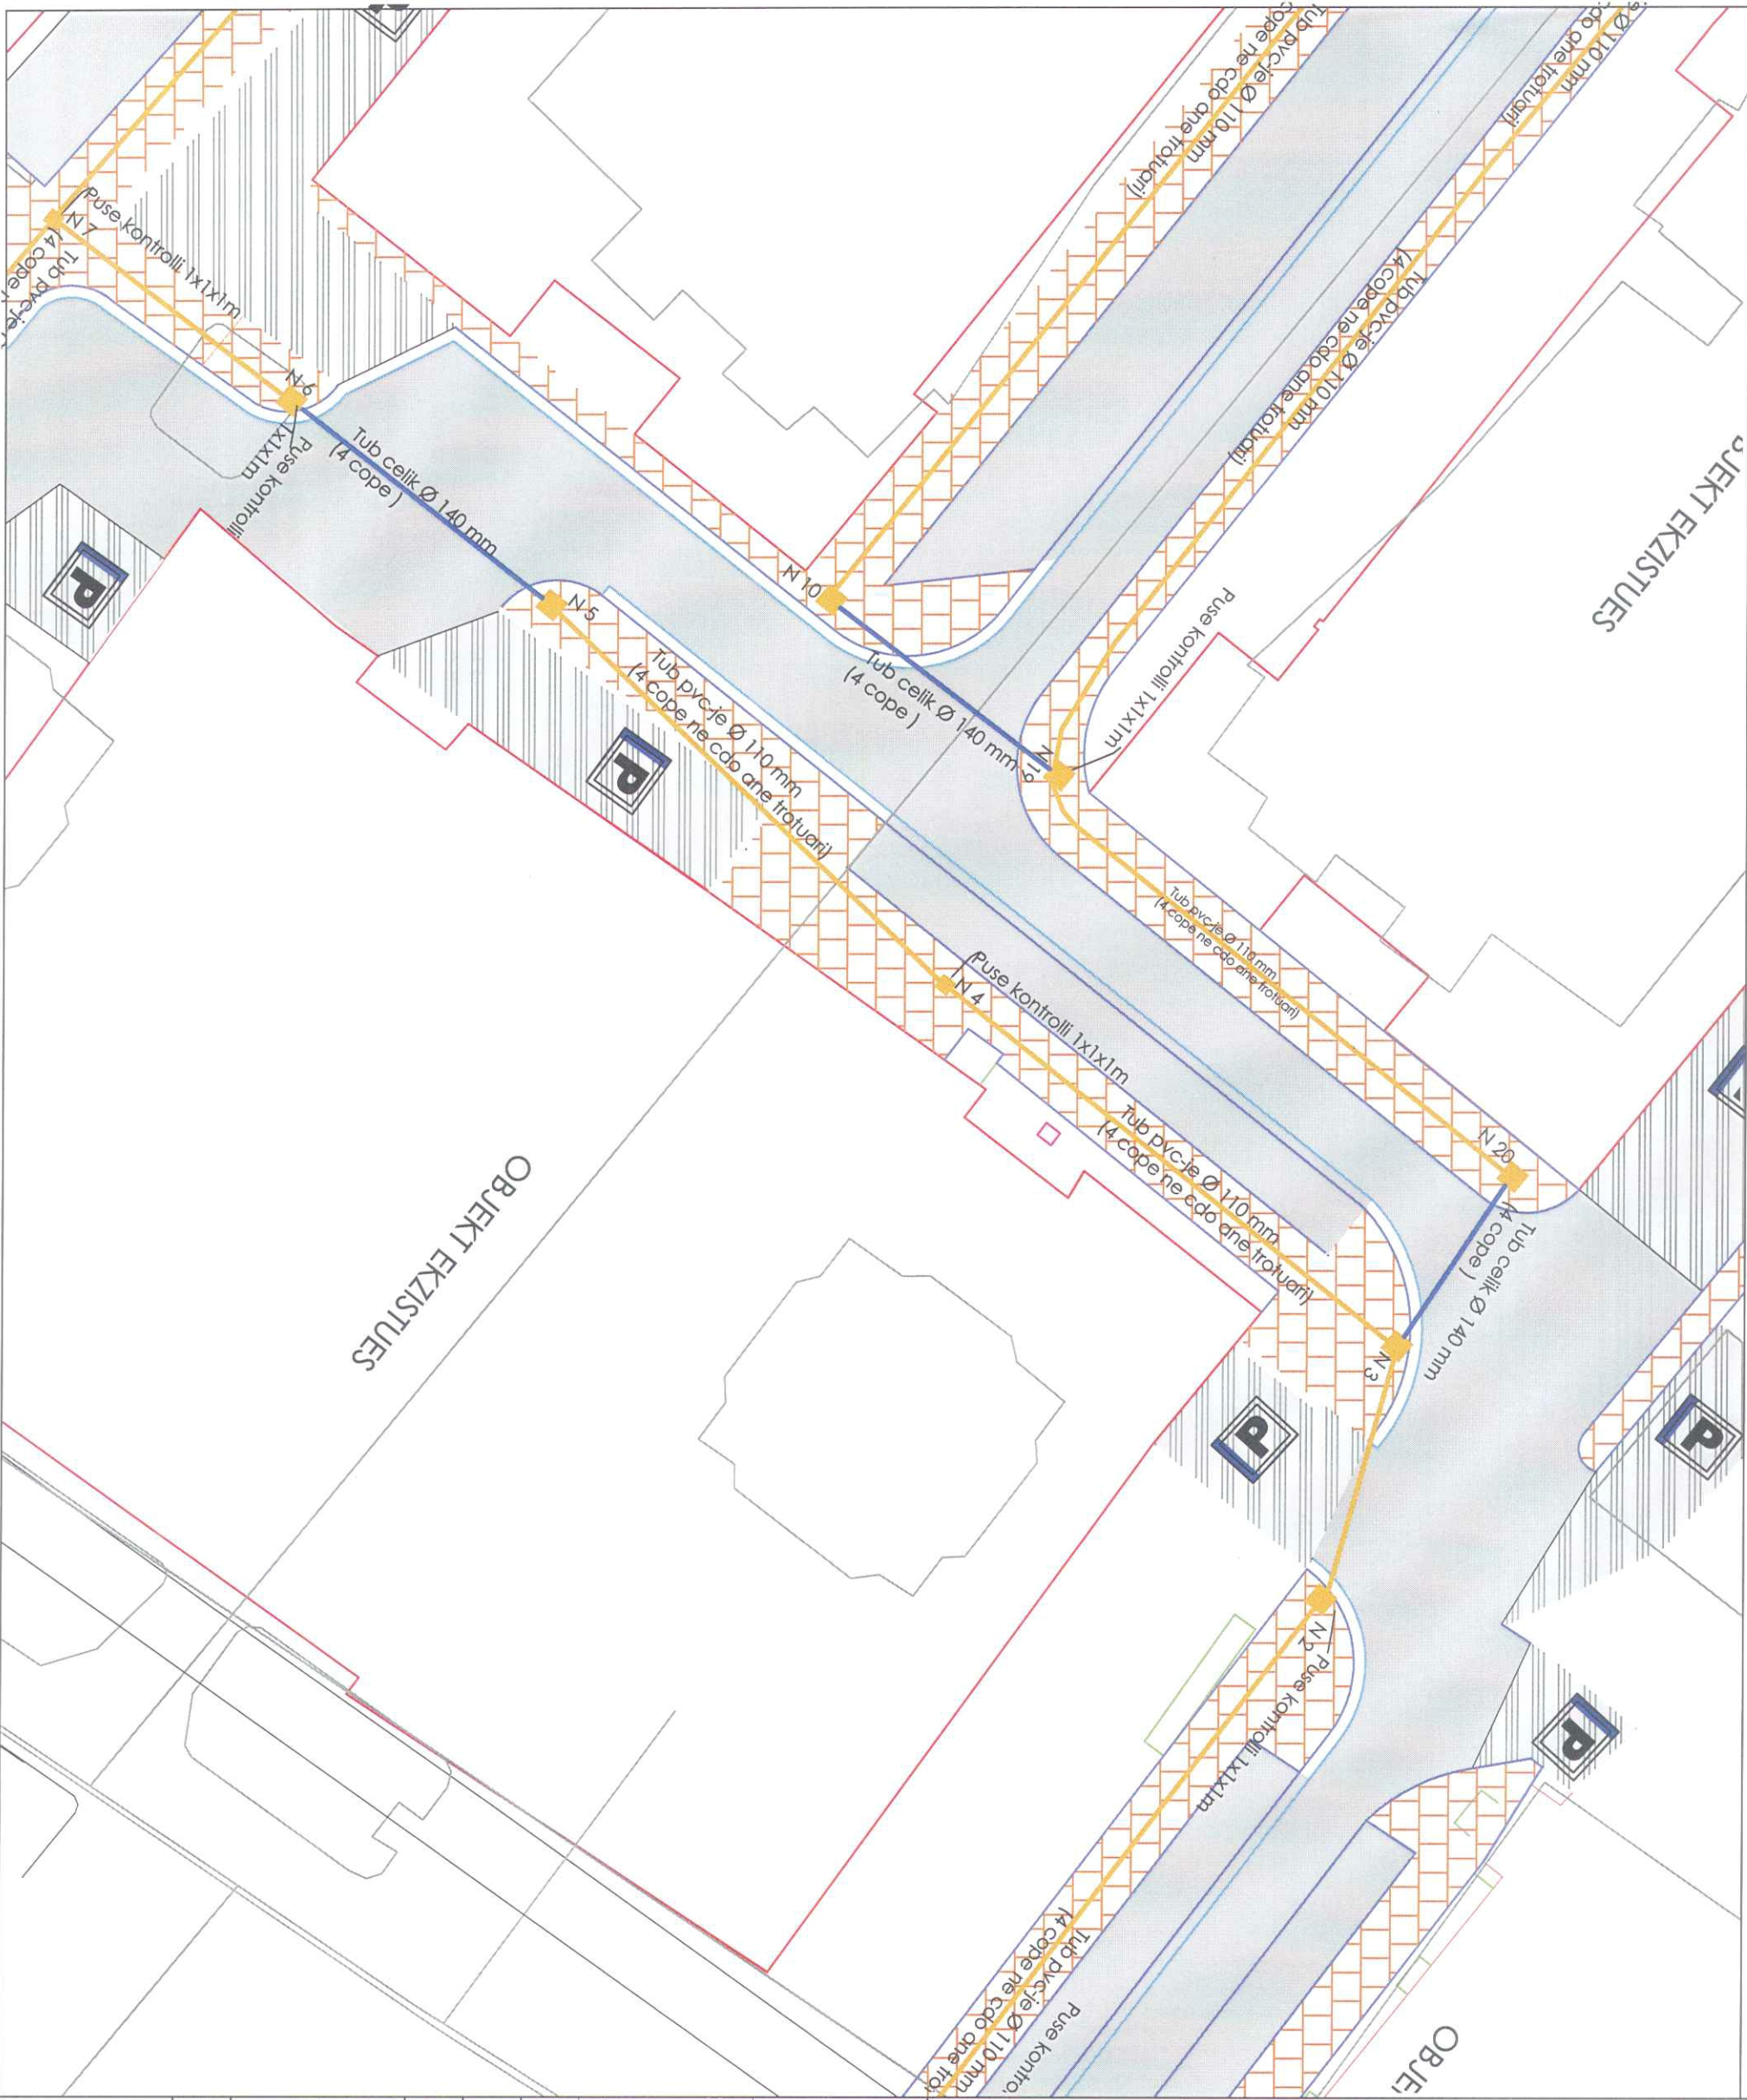 Tub pvc-je Ø 110 mm
cope ne cdo ane trotuari)
Ø 110 mm
cdo ane trotuari)
Puse kontrolli 1x1x1m
N 7
Tub pvc-je
(4 cope
Tub pvc-je Ø 110 mm
(4 cope ne cdo ane trotuari)
N 6
Puse kontrolli
1x1x1m
Tub celik Ø 140 mm
(4 cope )
OBJEKT EKZISTUES
P
N 5
N 10
Puse kontrolli 1x1x1m
Tub celik Ø 140 mm
(4 cope )
N 19
Tub pvc-je Ø 110 mm
(4 cope ne cdo ane trotuari)
P
Tub pvc-je Ø 110 mm
(4 cope ne cdo ane trotuari)
Puse kontrolli 1x1x1m
N 4
Tub pvc-je Ø 110 mm
(4 cope ne cdo ane trotuari)
N 20
Tub celik Ø 140 mm
(4 cope )
OBJEKT EKZISTUES
N 3
P
P
N 2
Puse kontrolli 1x1x1m
P
Tub pvc-je Ø 110 mm
(4 cope ne cdo ane
Puse